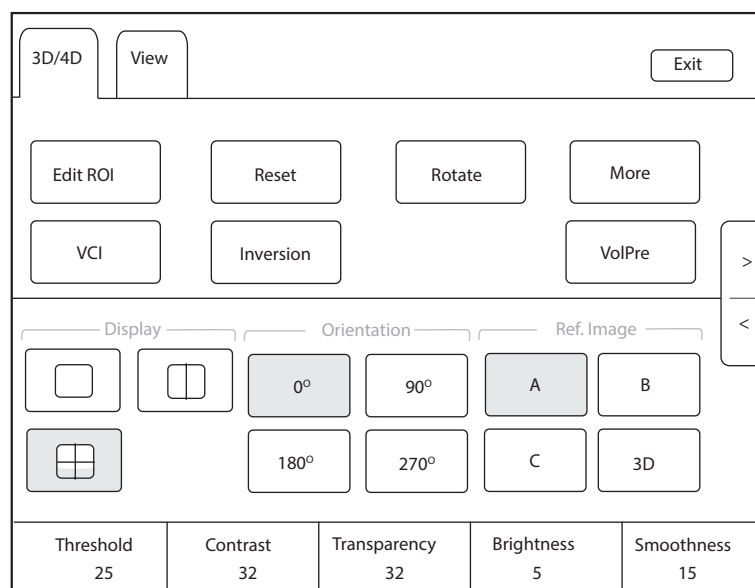 3D/4D View Exit
Edit ROI Reset Rotate More
VCI Inversion VolPre
>
<
Display Orientation Ref. Image
0° 90° A B
180° 270° C 3D
Threshold Contrast Transparency Brightness Smoothness
25 32 32 5 15